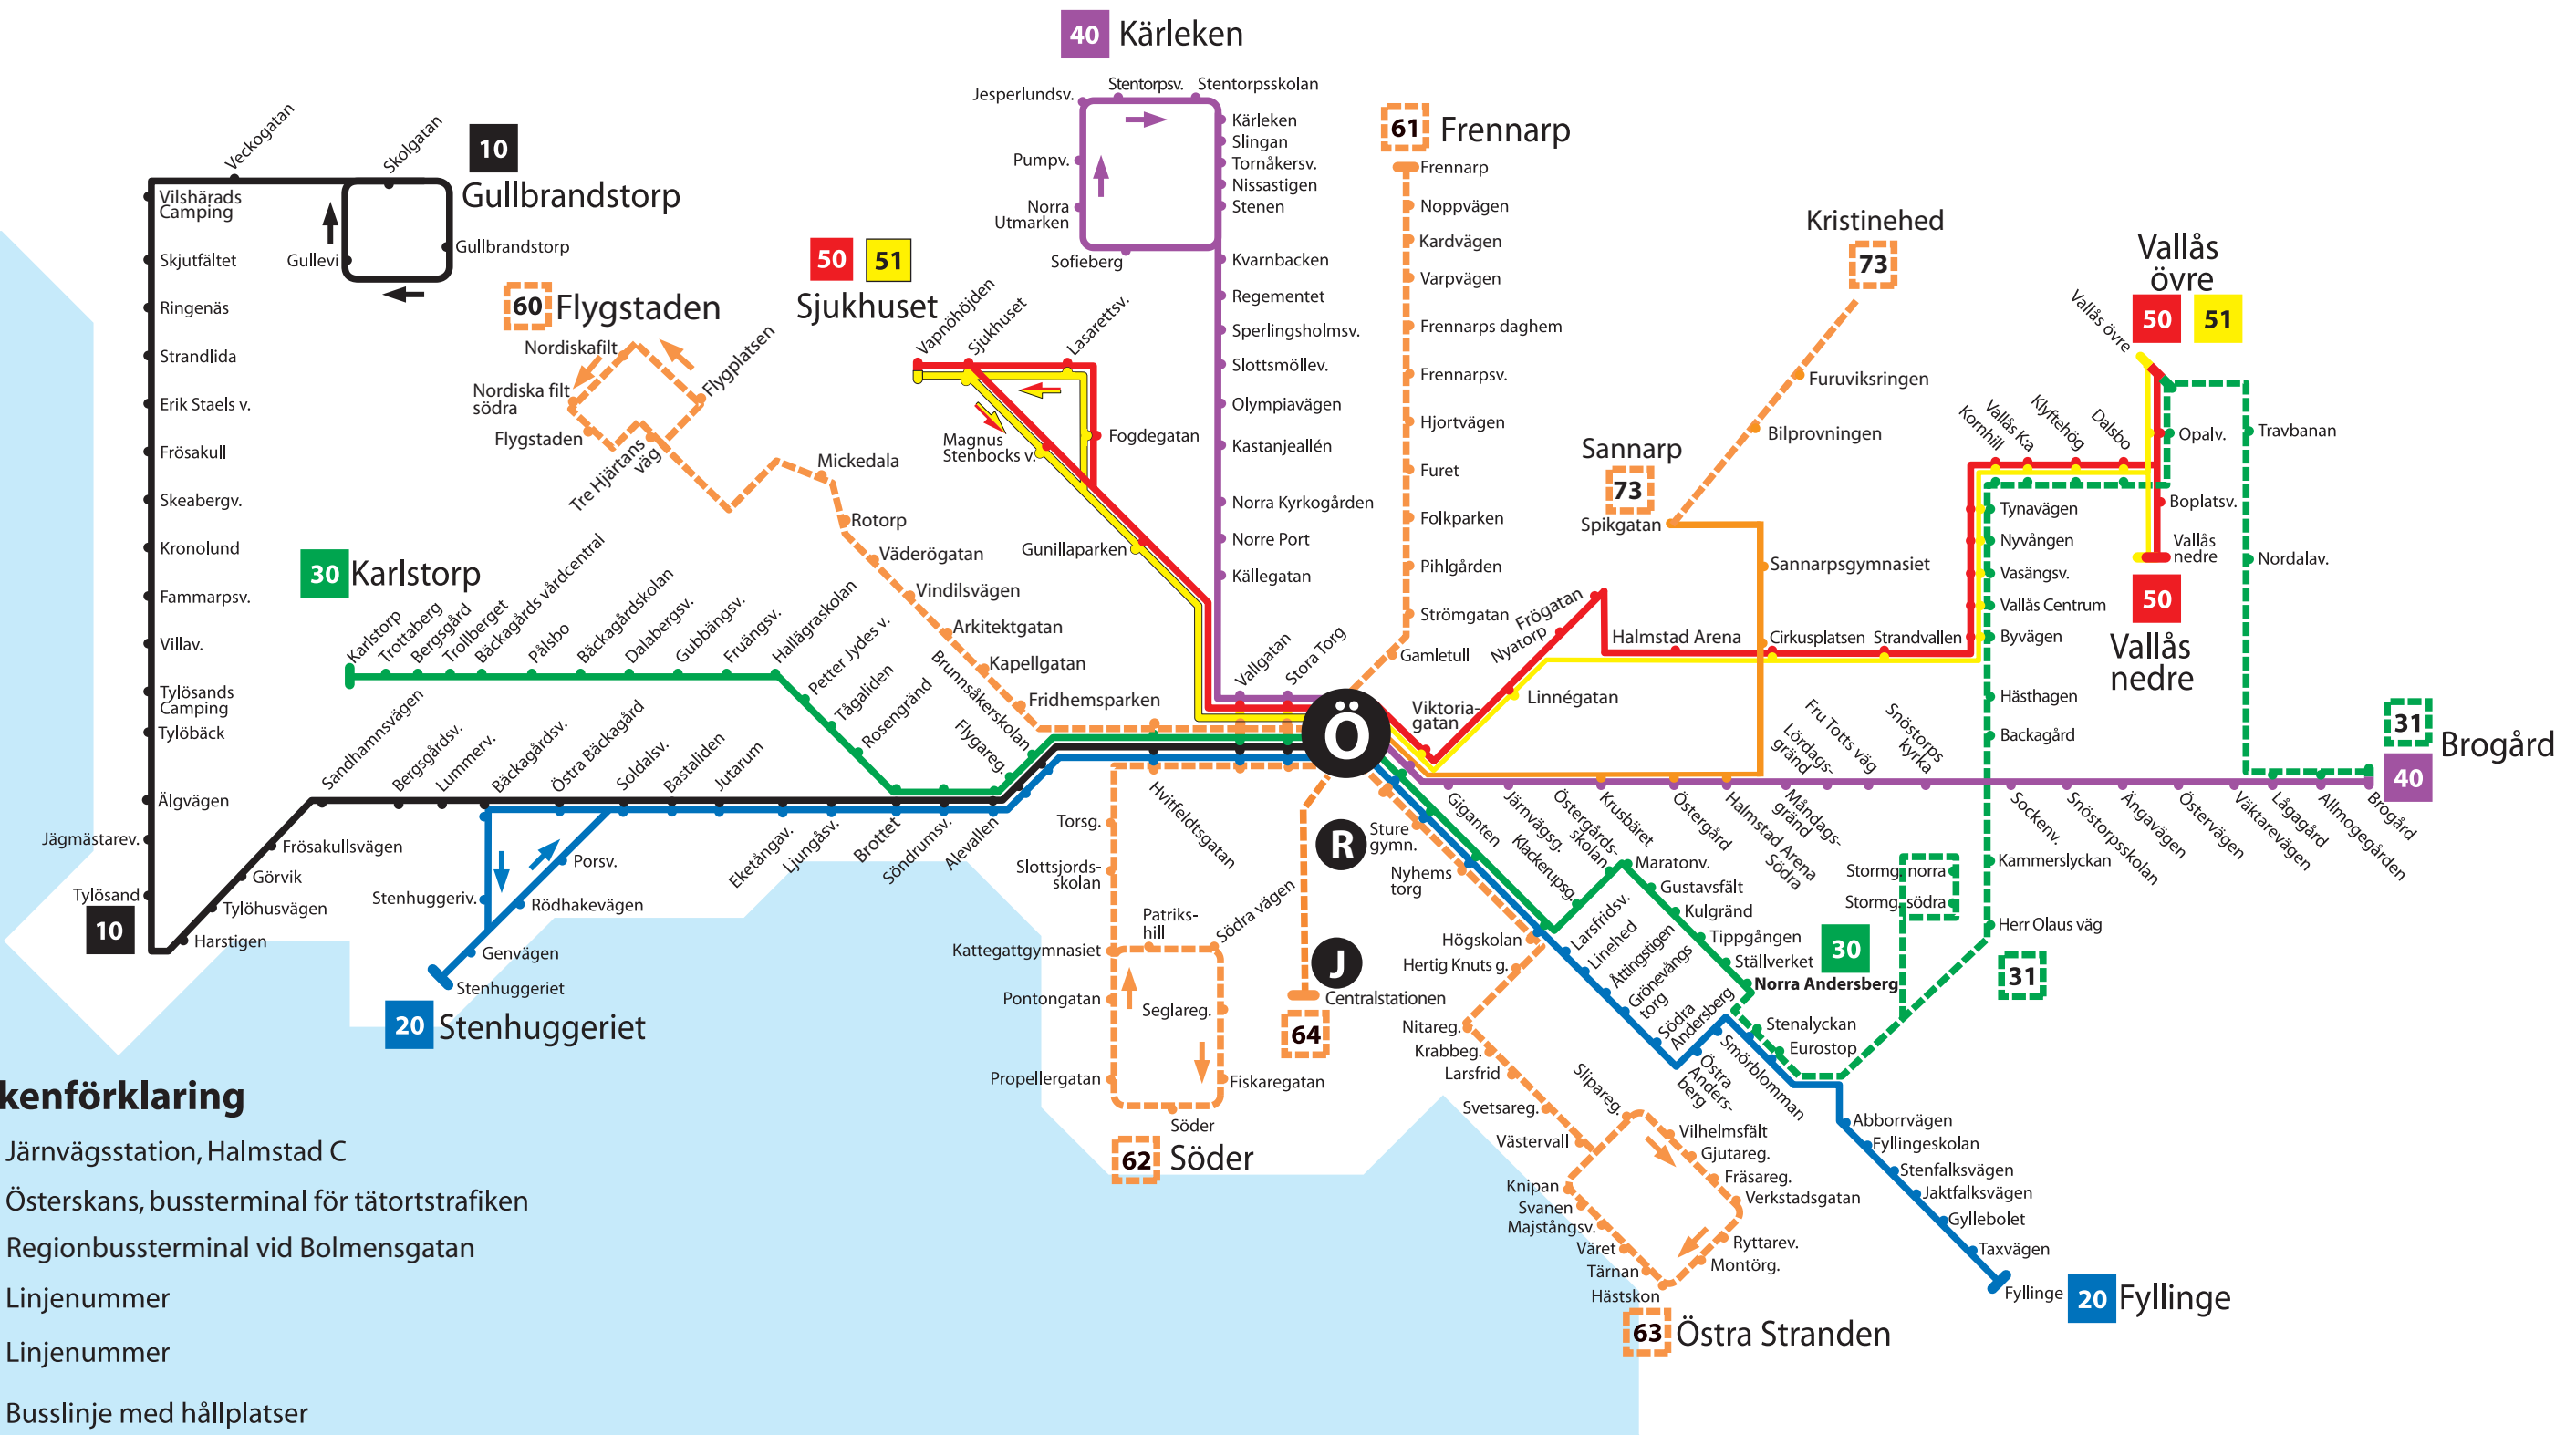 40 Kärleken
Jesperlundsv.
Stentorpsv.
Stentorpsskolan
Pumpv.
Norra
Utmarken
Sofieberg
Kärleken
Slingan
Tornåkersv.
Nissastigen
Stenen
Kvarnbacken
Regementet
Sperlingsholmsv.
Slottsmöllev.
Olympiavägen
Kastanjeallén
Norra Kyrkogården
Norre Port
Källegatan
Vallgatan
Stora Torg
10
Gullbrandstorp
Veckogatan
Skolgatan
Gullevi
Gullbrandstorp
Vilshärads
Camping
Skjutfältet
Ringenäs
Strandlida
Erik Staels v.
Frösakull
Skeabergv.
Kronolund
Fammarpsv.
Villav.
Tylösands
Camping
Tylöbäck
Älgvägen
Jägmästarev.
Tylösand
10
Harstigen
Tylöhusvägen
Görvik
Frösakullsvägen
Sandhamnsvägen
Bergsgårdsv.
Lummerv.
Bäckagårdsv.
Östra Bäckagård
Soldalsv.
Bastaliden
Jutarum
Eketångav.
Ljungåsv.
Brottet
Söndrumsv.
Alevallen
Flygareg.
Brunnsåkerskolan
Hvitfeldtsgatan
60 Flygstaden
Nordiskafilt
Nordiska filt
södra
Flygstaden
Flygplatsen
Tre Hjärtans
väg
Mickedala
Rotorp
Väderögatan
Vindilsvägen
Arkitektgatan
Kapellgatan
Fridhemsparken
50 51
Sjukhuset
Vapnöhöjden
Sjukhuset
Lasarettsv.
Magnus
Stenbocks v.
Fogdegatan
Gunillaparken
30 Karlstorp
Karlstorp
Trottaberg
Bergsgård
Trollberget
Bäckagårds vårdcentral
Pålsbo
Bäckagårdskolan
Dalabergsv.
Gubbängsv.
Fruängsv.
Hallägraskolan
Petter Jydes v.
Tågaliden
Rosengränd
Stenhuggeriv.
Porsv.
Rödhakevägen
Genvägen
Stenhuggeriet
20 Stenhuggeriet
61 Frennarp
Frennarp
Noppvägen
Kardvägen
Varpvägen
Frennarps daghem
Frennarpsv.
Hjortvägen
Furet
Folkparken
Pihlgården
Strömgatan
Gamletull
Kristinehed
73
Furuviksringen
Bilprovningen
Sannarp
73
Spikgatan
Sannarpsgymnasiet
Cirkusplatsen
Strandvallen
Halmstad Arena
Frögatan
Nyatorp
Linnégatan
Viktoria-
gatan
Vallås
övre
50 51
Vallås övre
Kornhill
Vallås Ka
Klyftehög
Dalsbo
Opalv.
Boplatsv.
Vallås
nedre
50
Vallås
nedre
Travbanan
Nordalav.
Tynavägen
Nyvången
Vasängsv.
Vallås Centrum
Byvägen
Hästhagen
Backagård
Kammerslyckan
Herr Olaus väg
31
Stormg. norra
Stormg. södra
31
Brogård
40
Giganten
Järnvägsg.
Östergårds-
skolan
Klackerupsg.
Krusbäret
Östergård
Halmstad Arena
Södra
Måndags-
gränd
Lördags-
gränd
Fru Totts väg
Snöstorps
kyrka
Sockenv.
Snöstorpsskolan
Ängavägen
Östervägen
Väktarevägen
Lågagård
Allmogegården
Brogård
Ö
R
J
Centralstationen
64
Torsg.
Slottsjords-
skolan
Kattegattgymnasiet
Pontongatan
Propellergatan
Patriks-
hill
Södra vägen
Seglareg.
Fiskaregatan
Söder
62 Söder
Sture
gymn.
Nyhems
torg
Högskolan
Hertig Knuts g.
Nitareg.
Krabbeg.
Larsfrid
Svetsareg.
Västervall
Slipareg.
Vilhelmsfält
Gjutareg.
Fräsareg.
Verkstadsgatan
Ryttarev.
Montörg.
Knipan
Svanen
Majstångsv.
Väret
Tärnan
Hästskon
63 Östra Stranden
Maratonv.
Gustavsfält
Kulgränd
Tippgången
Ställverket
Norra Andersberg
30
Stenalyckan
Eurostop
Larsfridsv.
Linehed
Åttingstigen
Grönevångs
torg
Södra
Andersberg
Östra
Anders-
berg
Smörblomman
Abborrvägen
Fyllingeskolan
Stenfalksvägen
Jaktfalksvägen
Gyllebolet
Taxvägen
Fyllinge
20 Fyllinge
kenförklaring
Järnvägsstation, Halmstad C
Österskans, bussterminal för tätortstrafiken
Regionbussterminal vid Bolmensgatan
Linjenummer
Linjenummer
Busslinje med hållplatser